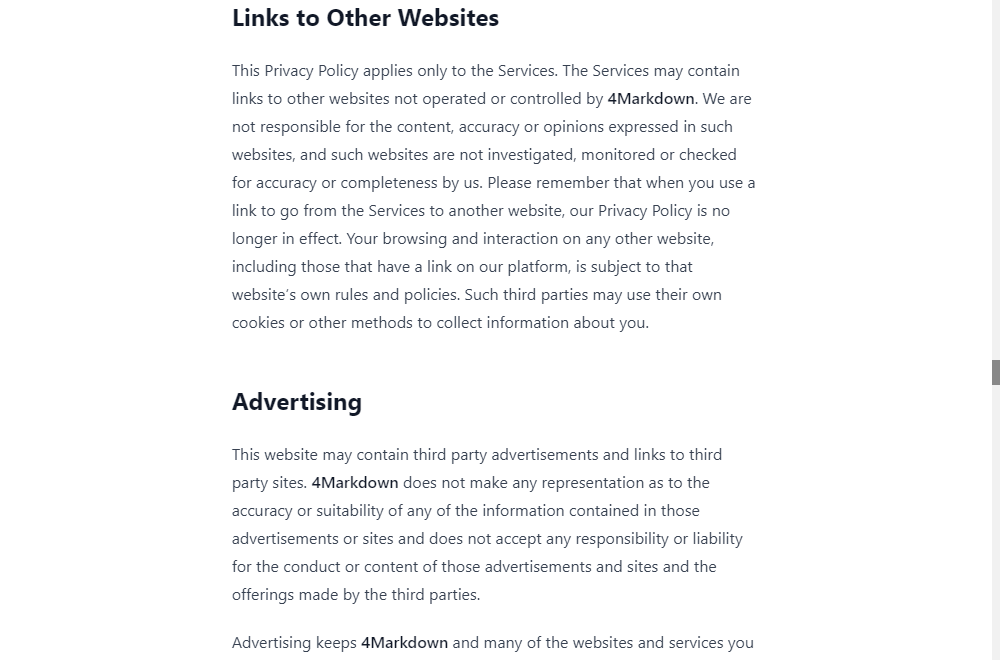 Links to Other Websites
This Privacy Policy applies only to the Services. The Services may contain
links to other websites not operated or controlled by 4Markdown. We are
not responsible for the content, accuracy or opinions expressed in such
websites, and such websites are not investigated, monitored or checked
for accuracy or completeness by us. Please remember that when you use a
link to go from the Services to another website, our Privacy Policy is no
longer in effect. Your browsing and interaction on any other website,
including those that have a link on our platform, is subject to that
website's own rules and policies. Such third parties may use their own
cookies or other methods to collect information about you.
Advertising
This website may contain third party advertisements and links to third
party sites. 4Markdown does not make any representation as to the
accuracy or suitability of any of the information contained in those
advertisements or sites and does not accept any responsibility or liability
for the conduct or content of those advertisements and sites and the
offerings made by the third parties.
Advertising keeps 4Markdown and many of the websites and services you